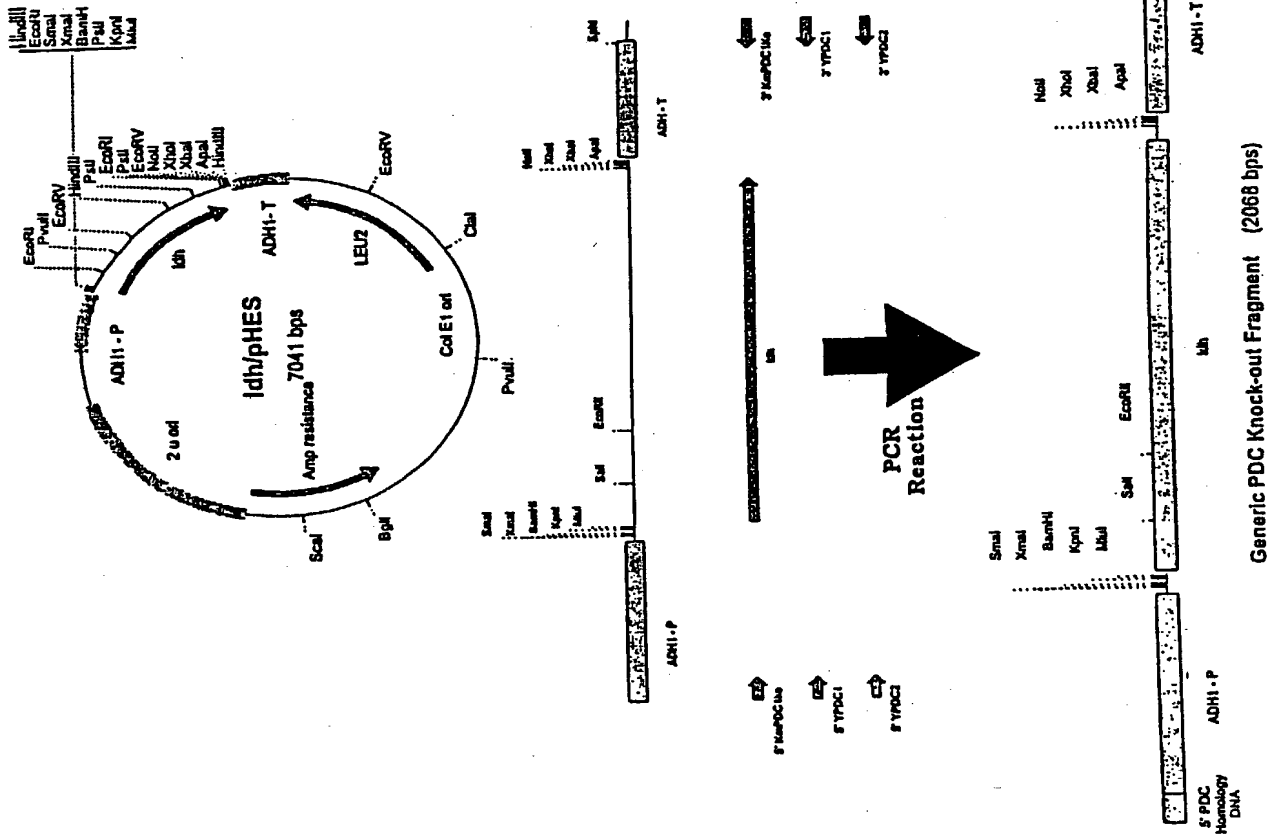 HindIII
EcoRI
SmaI
XmaI
BamHI
PstI
KpnI
MluI
EcoRI
PvuII
EcoRV
HindIII
PstI
EcoRI
PstI
EcoRV
NotI
XhoI
XbaI
ApaI
HindIII
ADH1 - P
ldh
ADH1 - T
EcoRV
LEU2
ClaI
2 u ori
ldh/pHES
7041 bps
Amp resistance
Col E1 ori
PvuII
ScaI
BglI
SmaI
XmaI
BamHI
KpnI
MluI
SalI
EcoRII
NotI
XhoI
XbaI
ApaI
SphI
ADH1 - P
ADH1 - T
ldh
5' YPDC1
5' YPDC2
3' YPDC1
3' YPDC2
PCR
Reaction
SmaI
XmaI
BamHI
KpnI
MluI
SalI
EcoRII
NotI
XhoI
XbaI
ApaI
5' PDC
Homology
DNA
ADH1 - P
ldh
ADH1 - T
Generic PDC Knock-out Fragment (2068 bps)